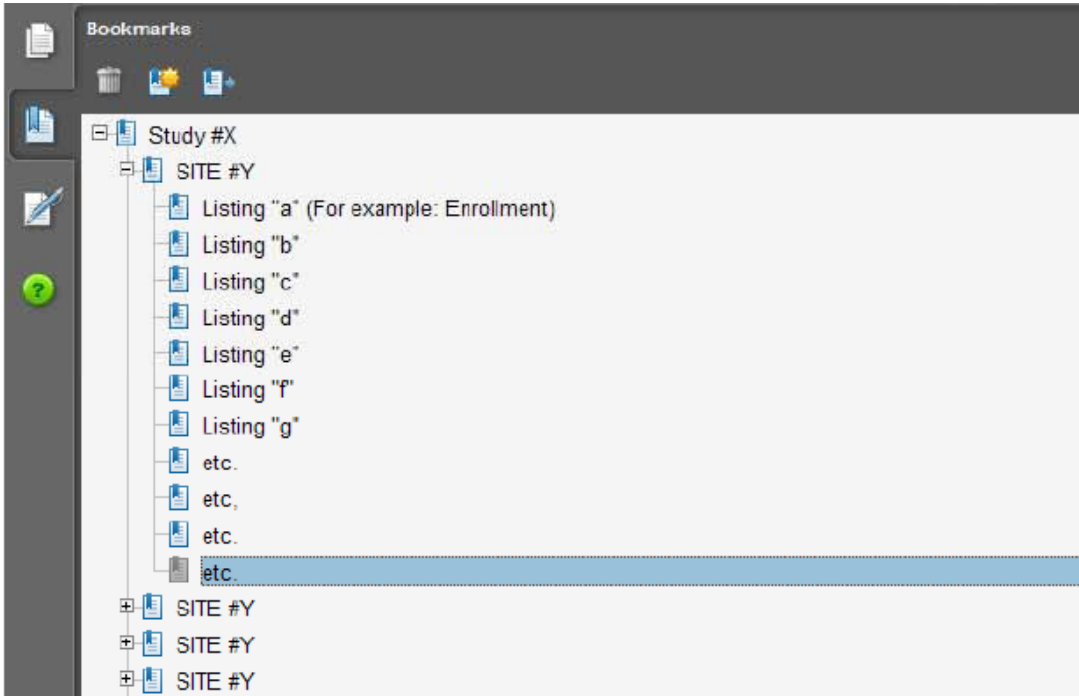 Bookmarks
Study #X
SITE #Y
Listing "a" (For example: Enrollment)
Listing "b"
Listing "c"
Listing "d"
Listing "e"
Listing "f"
Listing "g"
etc.
etc,
etc.
etc.
SITE #Y
SITE #Y
SITE #Y
?